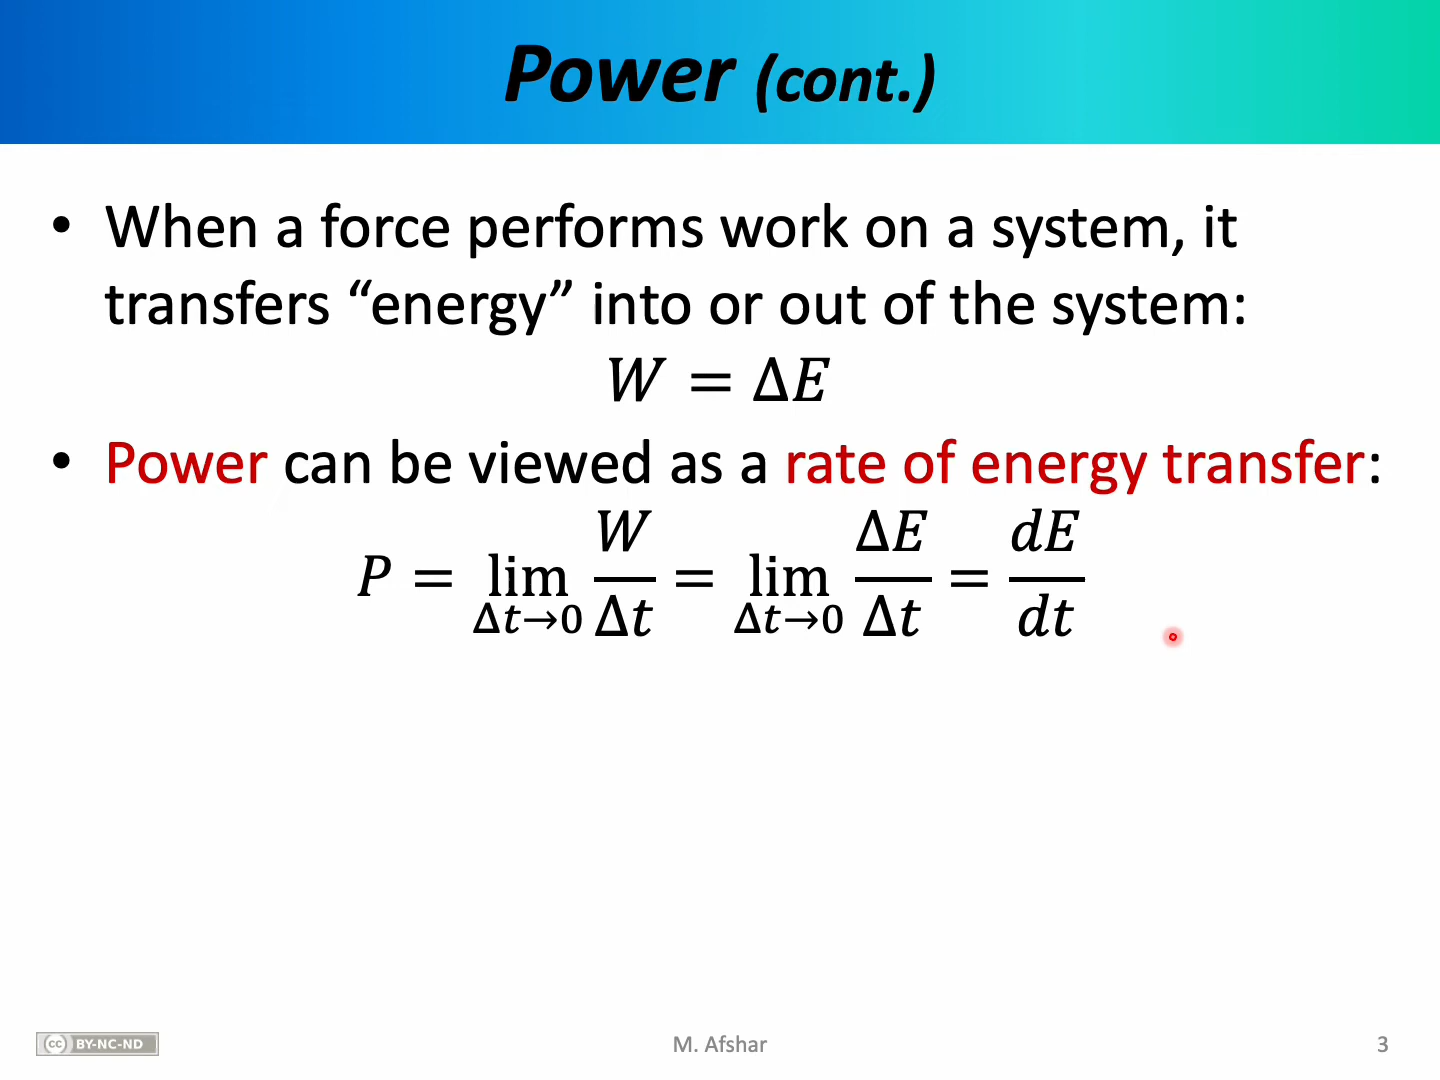 Power (cont.)
• When a force performs work on a system, it
transfers “energy” into or out of the system:
W = ΔE
• Power can be viewed as a rate of energy transfer:
P = lim Δt→0 W/Δt = lim Δt→0 ΔE/Δt = dE/dt
cc BY-NC-ND
M. Afshar
3